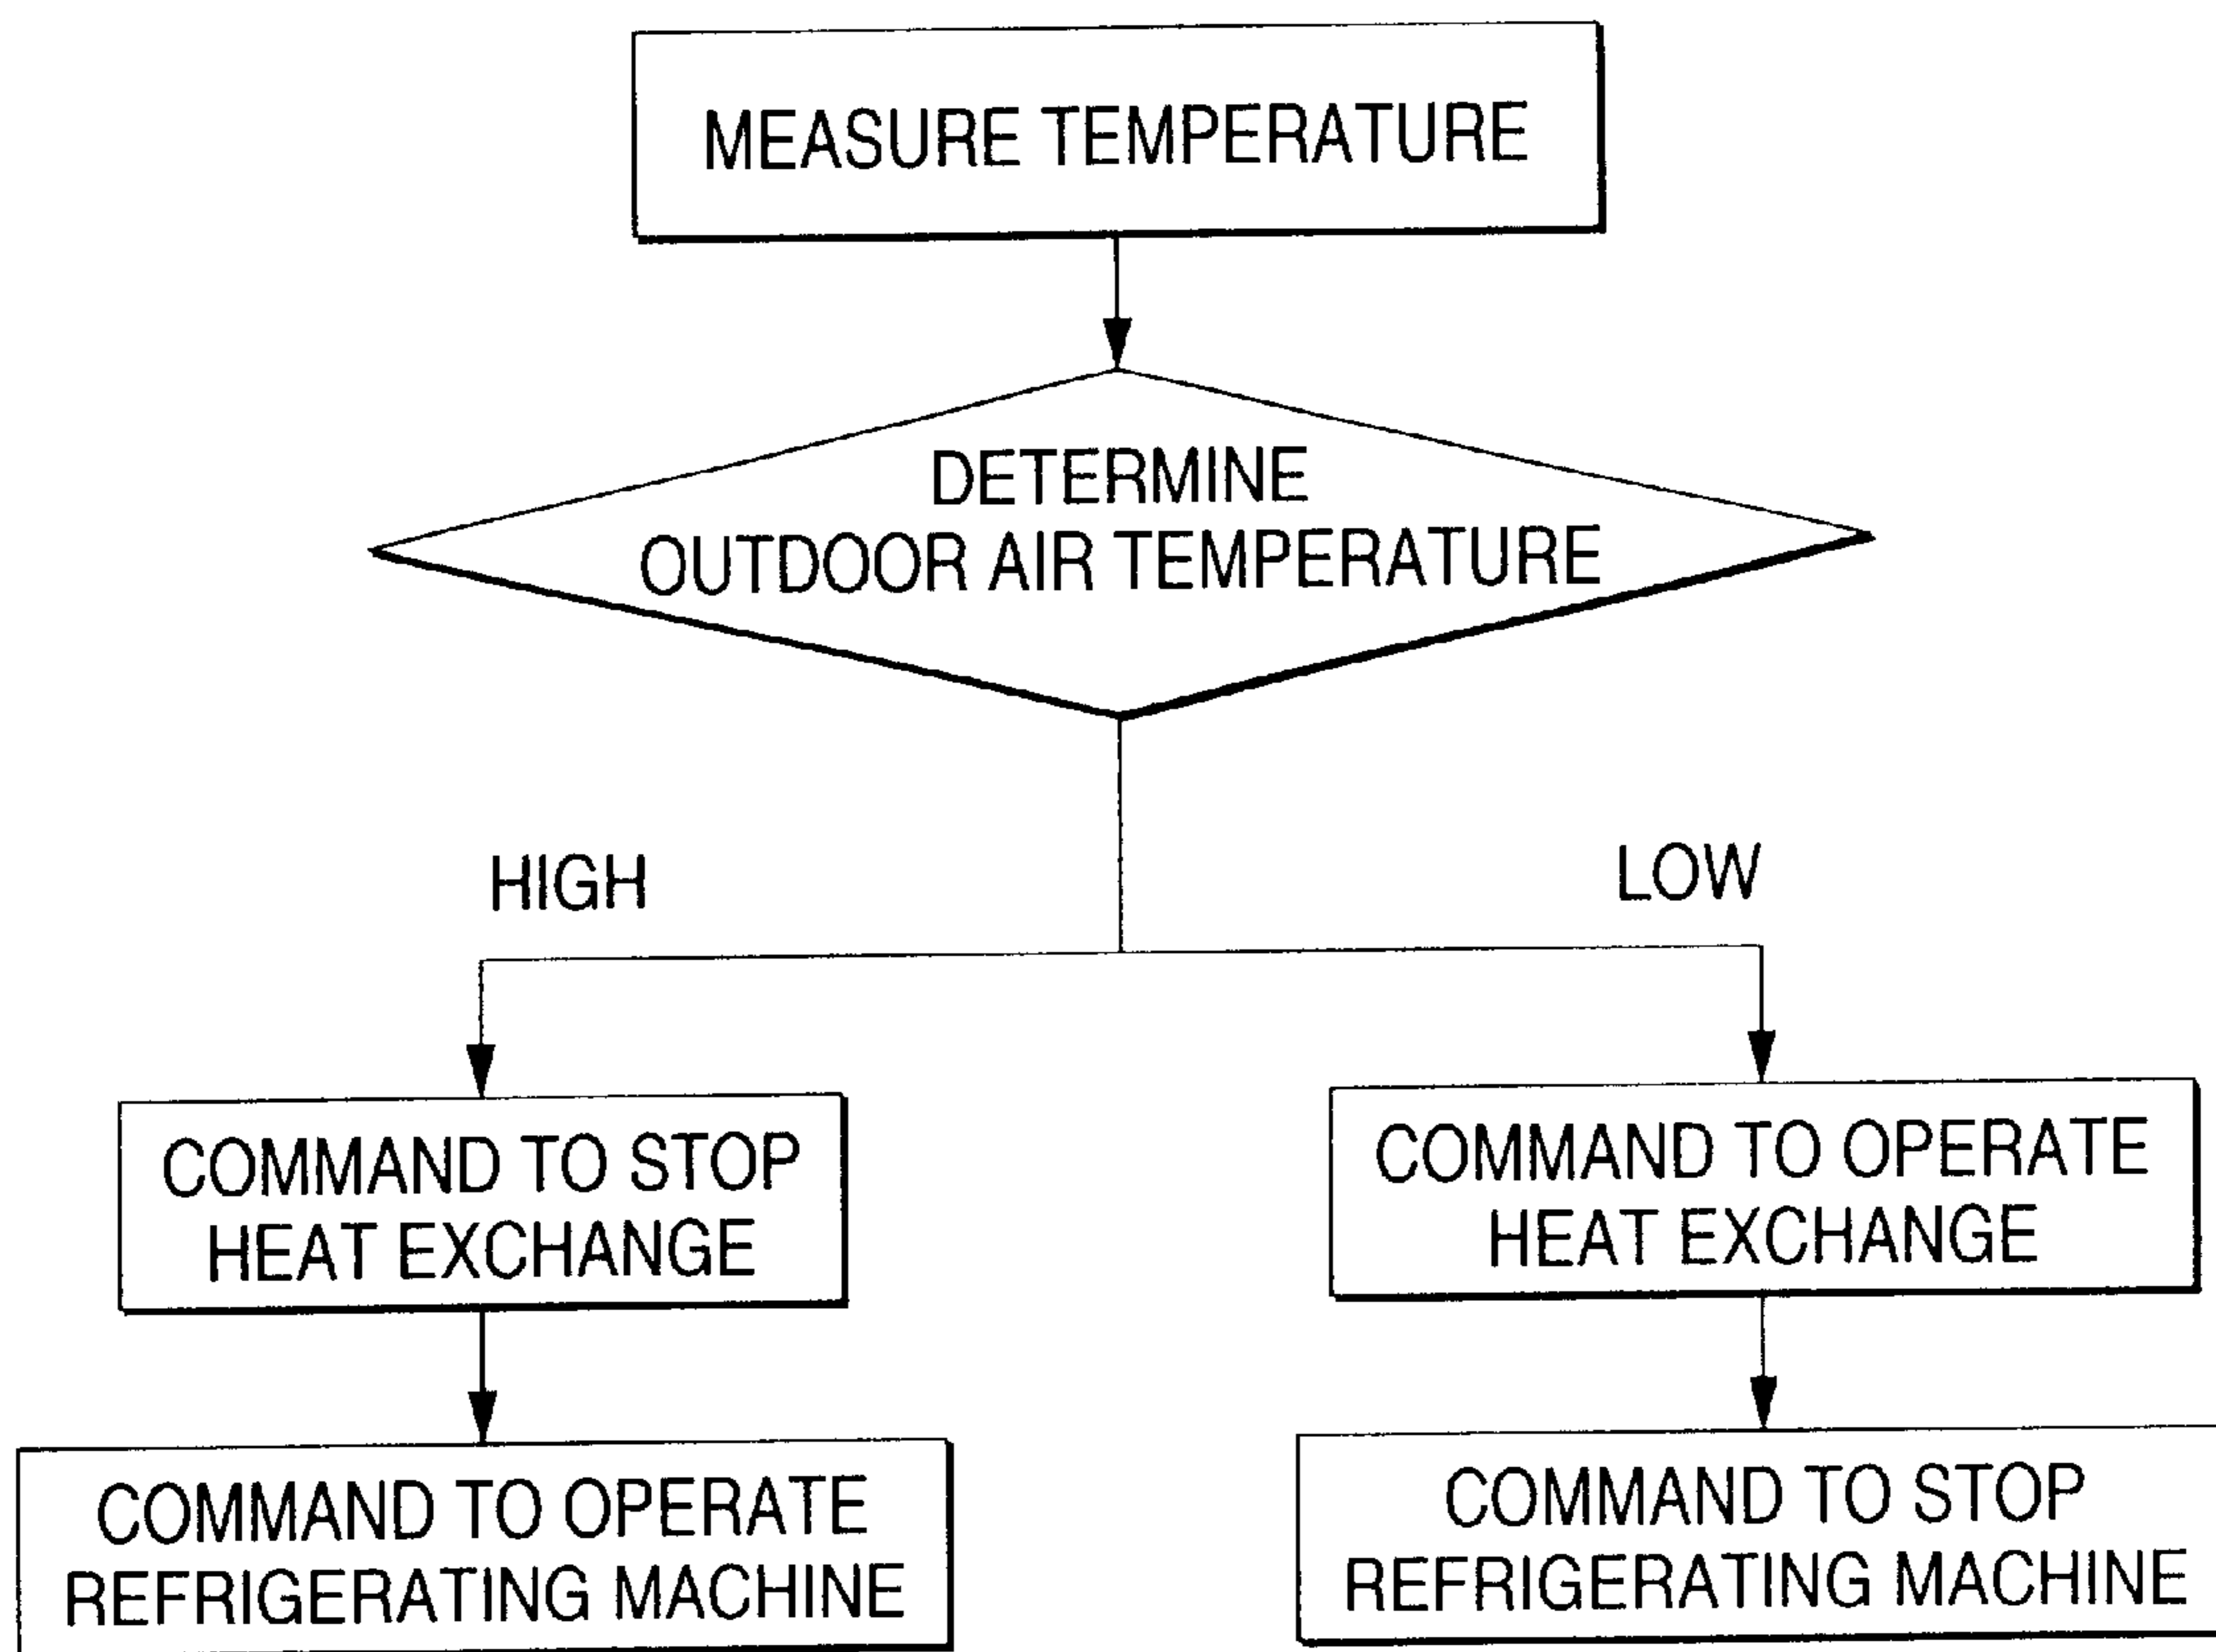 MEASURE TEMPERATURE
DETERMINE
OUTDOOR AIR TEMPERATURE
HIGH
LOW
COMMAND TO STOP
HEAT EXCHANGE
COMMAND TO OPERATE
HEAT EXCHANGE
COMMAND TO OPERATE
REFRIGERATING MACHINE
COMMAND TO STOP
REFRIGERATING MACHINE